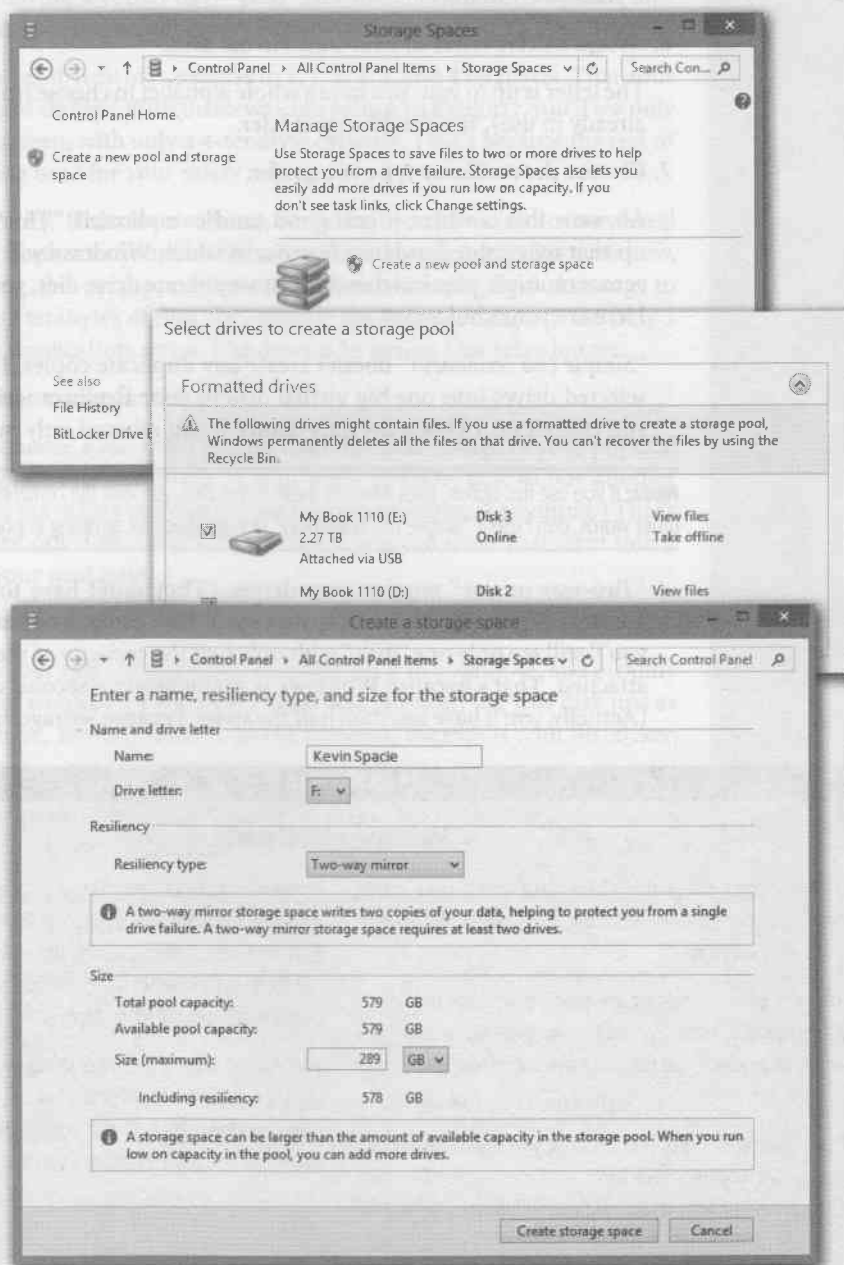 Storage Spaces
Control Panel › All Control Panel Items › Storage Spaces
Search Con...
Control Panel Home
Create a new pool and storage
space
Manage Storage Spaces
Use Storage Spaces to save files to two or more drives to help
protect you from a drive failure. Storage Spaces also lets you
easily add more drives if you run low on capacity. If you
don't see task links, click Change settings.
Create a new pool and storage space
See also
File History
BitLocker Drive E
Select drives to create a storage pool
Formatted drives
The following drives might contain files. If you use a formatted drive to create a storage pool,
Windows permanently deletes all the files on that drive. You can't recover the files by using the
Recycle Bin.
My Book 1110 (E:) Disk 3 View files
2.27 TB Online Take offline
Attached via USB
My Book 1110 (D:) Disk 2 View files
Create a storage space
Control Panel › All Control Panel Items › Storage Spaces
Search Control Panel
Enter a name, resiliency type, and size for the storage space
Name and drive letter
Name: Kevin Spacie
Drive letter: F:
Resiliency
Resiliency type: Two-way mirror
A two-way mirror storage space writes two copies of your data, helping to protect you from a single
drive failure. A two-way mirror storage space requires at least two drives.
Size
Total pool capacity: 579 GB
Available pool capacity: 579 GB
Size (maximum): 289 GB
Including resiliency: 578 GB
A storage space can be larger than the amount of available capacity in the storage pool. When you run
low on capacity in the pool, you can add more drives.
Create storage space Cancel